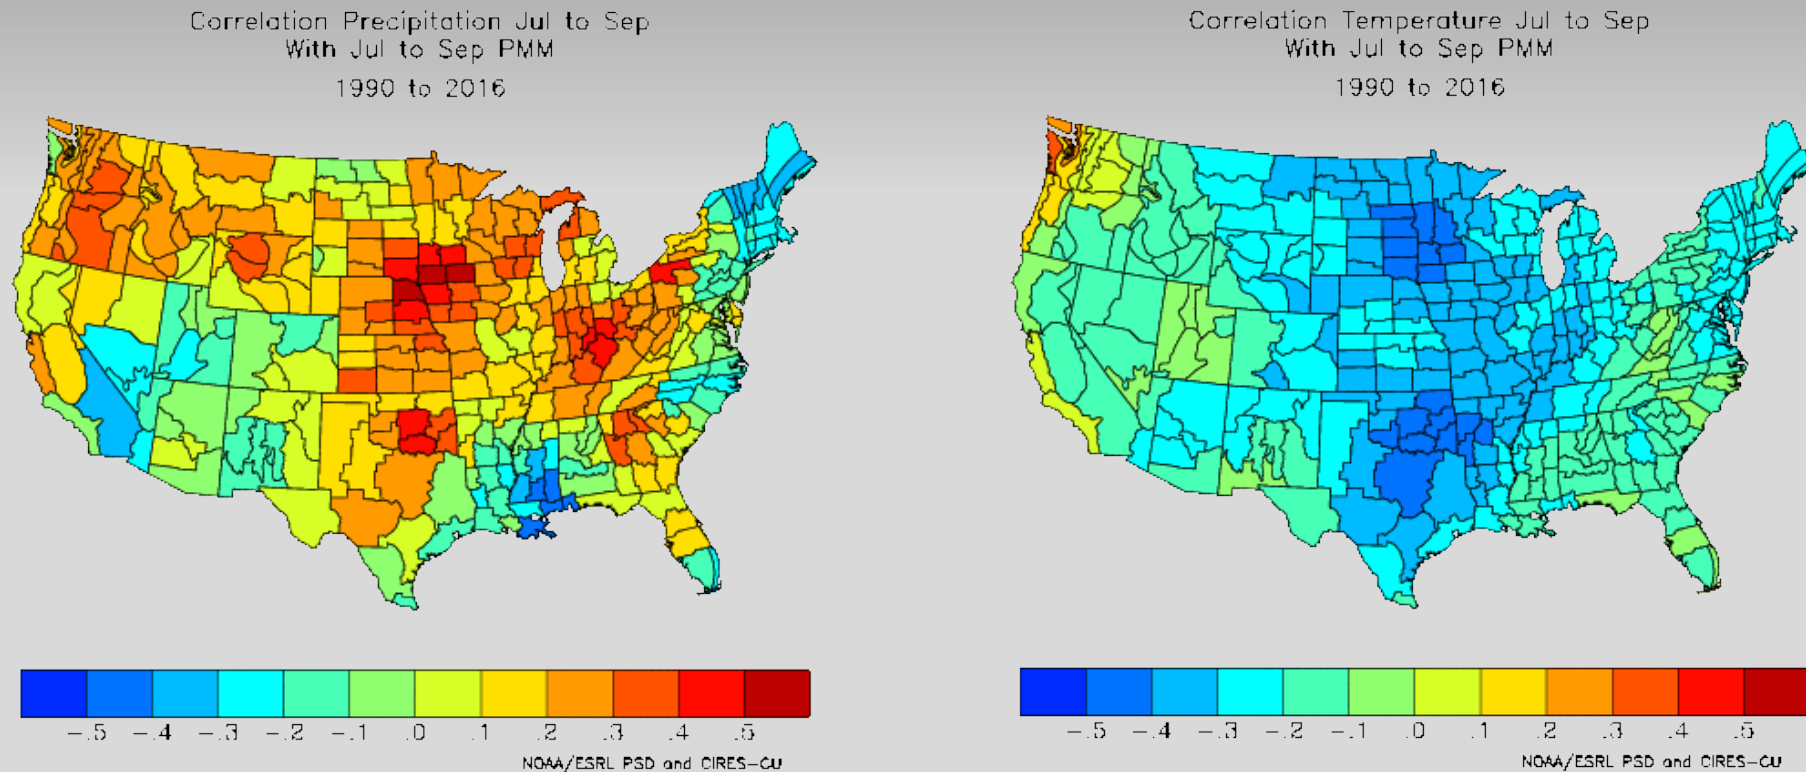 Correlation Precipitation Jul to Sep
With Jul to Sep PMM
1990 to 2016
-.5 -.4 -.3 -.2 -.1 .0 .1 .2 .3 .4 .5
NOAA/ESRL PSD and CIRES-CU
Correlation Temperature Jul to Sep
With Jul to Sep PMM
1990 to 2016
-.5 -.4 -.3 -.2 -.1 .0 .1 .2 .3 .4 .5
NOAA/ESRL PSD and CIRES-CU